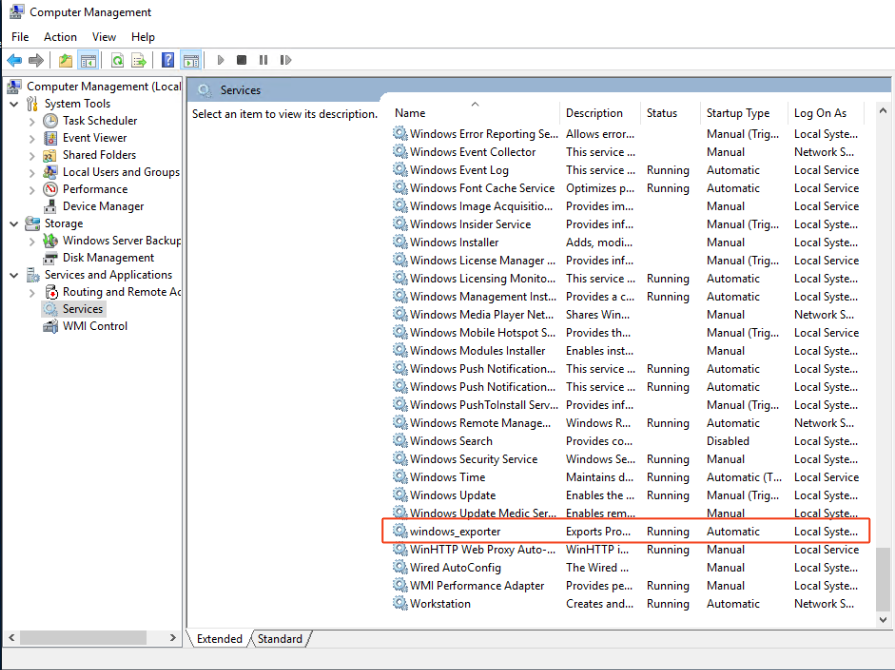 Computer Management
File Action View Help
Computer Management (Local
System Tools
Task Scheduler
Event Viewer
Shared Folders
Local Users and Groups
Performance
Device Manager
Storage
Windows Server Backup
Disk Management
Services and Applications
Routing and Remote Ac
Services
WMI Control
Services
Select an item to view its description.
Name Description Status Startup Type Log On As
Windows Error Reporting Se... Allows error... Manual (Trig... Local Syste...
Windows Event Collector This service ... Manual Network S...
Windows Event Log This service ... Running Automatic Local Service
Windows Font Cache Service Optimizes p... Running Automatic Local Service
Windows Image Acquisitio... Provides im... Manual Local Service
Windows Insider Service Provides inf... Manual (Trig... Local Syste...
Windows Installer Adds, modi... Manual Local Syste...
Windows License Manager ... Provides inf... Manual (Trig... Local Service
Windows Licensing Monito... This service ... Running Automatic Local Syste...
Windows Management Inst... Provides a c... Running Automatic Local Syste...
Windows Media Player Net... Shares Win... Manual Network S...
Windows Mobile Hotspot S... Provides th... Manual (Trig... Local Service
Windows Modules Installer Enables inst... Manual Local Syste...
Windows Push Notification... This service ... Running Automatic Local Syste...
Windows Push Notification... This service ... Running Automatic Local Syste...
Windows PushToInstall Serv... Provides inf... Manual (Trig... Local Syste...
Windows Remote Manage... Windows R... Running Automatic Network S...
Windows Search Provides co... Disabled Local Syste...
Windows Security Service Windows Se... Running Manual Local Syste...
Windows Time Maintains d... Running Automatic (T... Local Service
Windows Update Enables the ... Running Manual (Trig... Local Syste...
Windows Update Medic Ser... Enables rem... Manual Local Syste...
windows_exporter Exports Pro... Running Automatic Local Syste...
WinHTTP Web Proxy Auto-... WinHTTP i... Running Manual Local Service
Wired AutoConfig The Wired ... Manual Local Syste...
WMI Performance Adapter Provides pe... Running Manual Local Syste...
Workstation Creates and... Running Automatic Network S...
Extended Standard